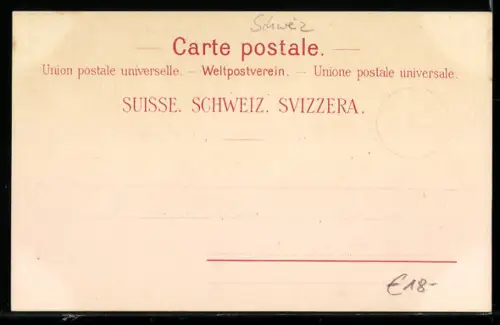 Schweiz
— Carte postale. —
Union postale universelle. — Weltpostverein. — Unione postale universale.
SUISSE. SCHWEIZ. SVIZZERA.
€18-